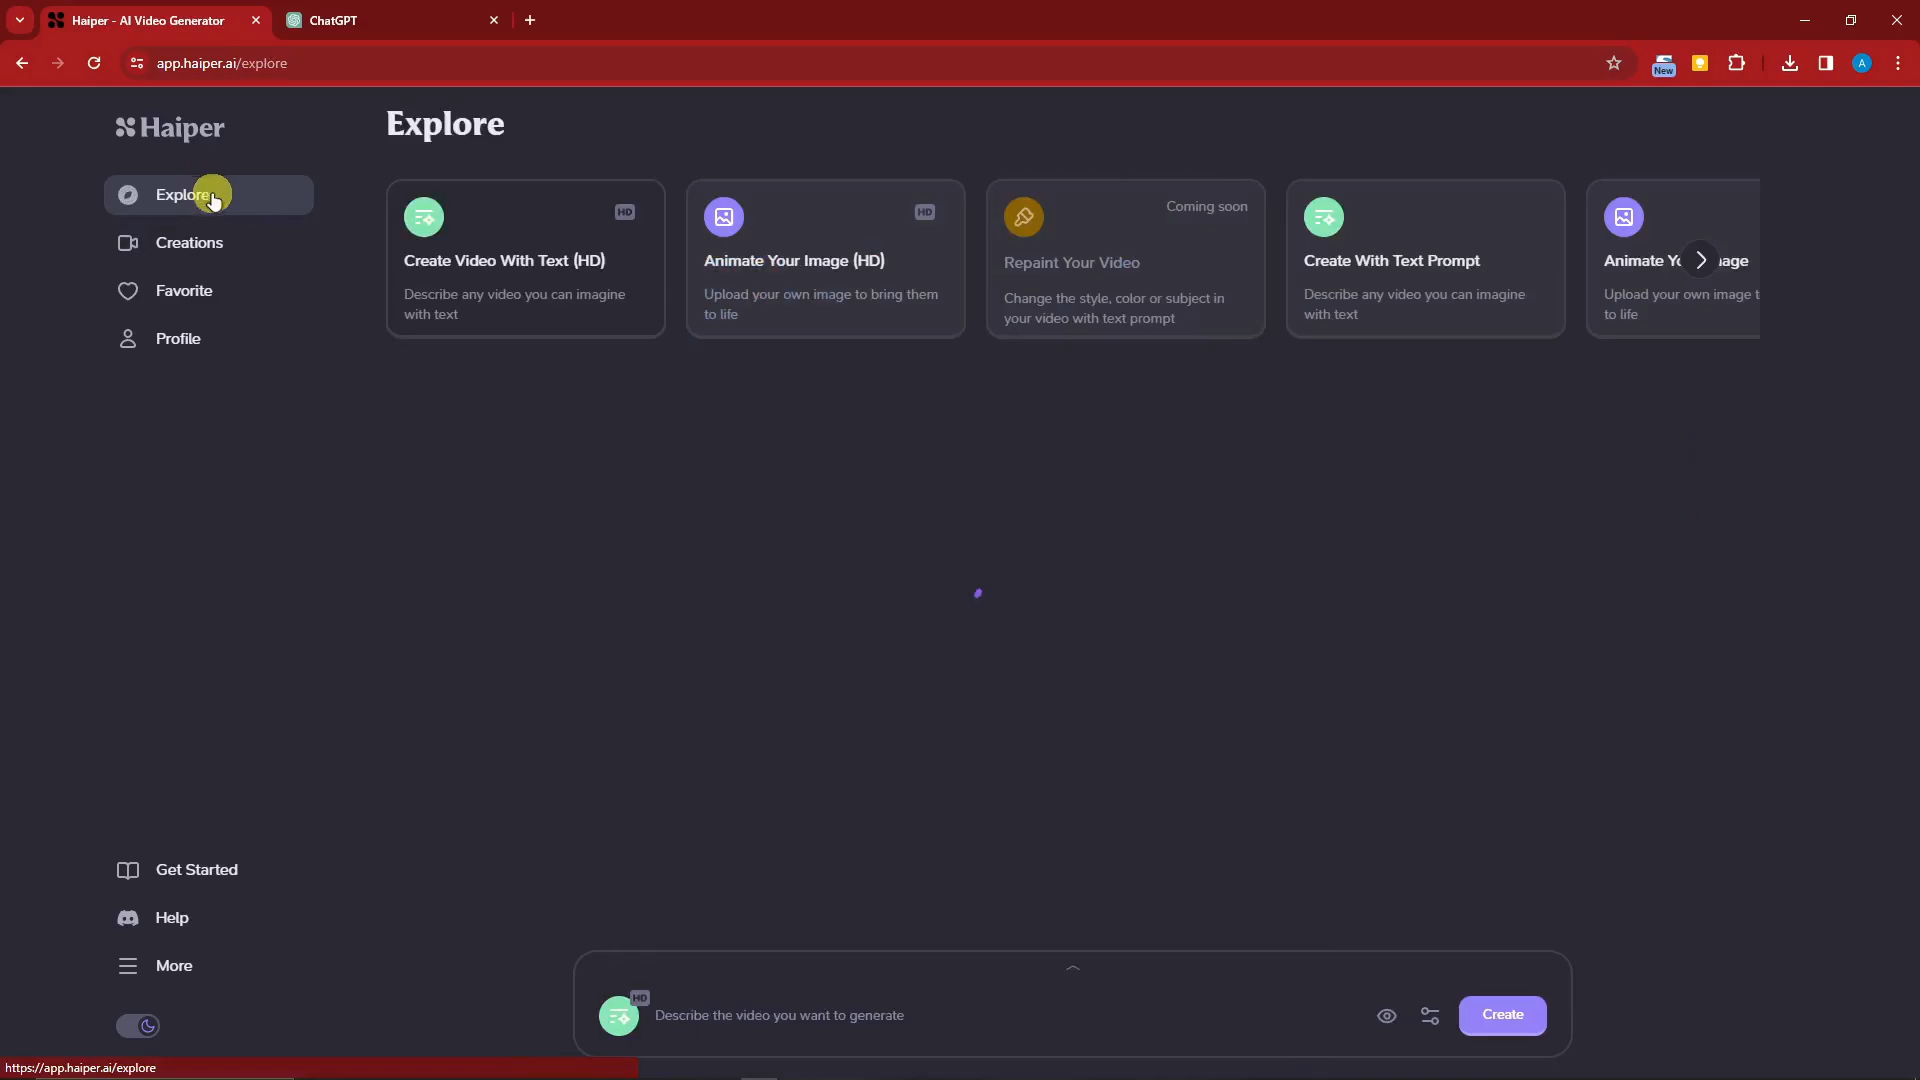 Haiper - AI Video Generator
ChatGPT
app.haiper.ai/explore
New
A
Haiper
Explore
Explore
Creations
Favorite
Profile
HD
Create Video With Text (HD)
Describe any video you can imagine
with text
HD
Animate Your Image (HD)
Upload your own image to bring them
to life
Coming soon
Repaint Your Video
Change the style, color or subject in
your video with text prompt
Create With Text Prompt
Describe any video you can imagine
with text
Animate
Upload your own image
to life
Get Started
Help
More
HD
Describe the video you want to generate
Create
https://app.haiper.ai/explore